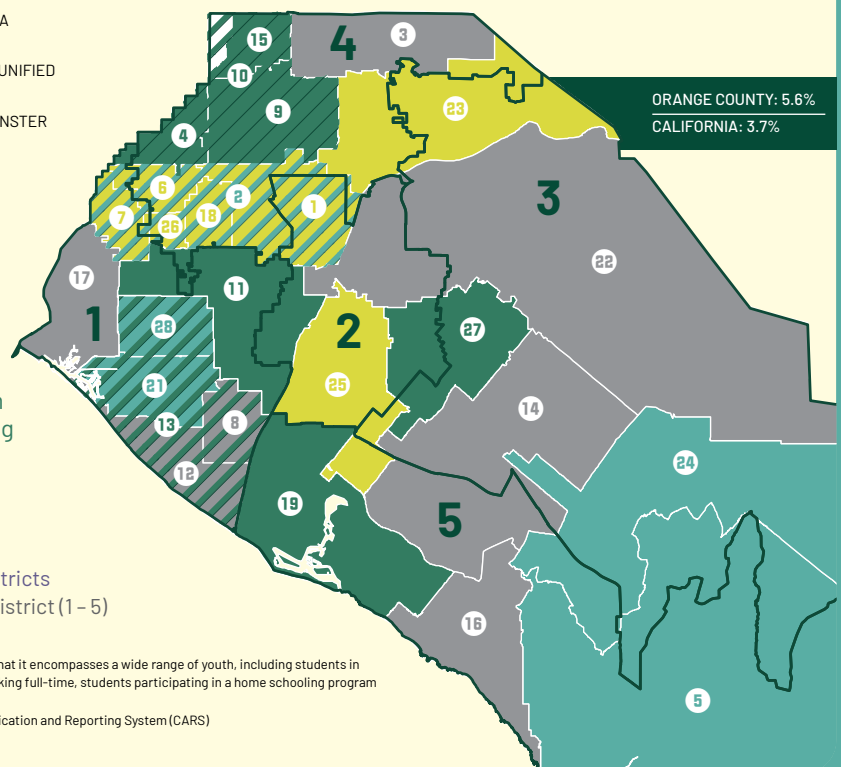 A
UNIFIED
NSTER
ORANGE COUNTY: 5.6%
CALIFORNIA: 3.7%
15
4
3
10
9
23
4
6
2
1
3
7
26
18
22
17
11
1
28
2
27
21
25
14
13
8
24
12
19
5
16
5
g
tricts
istrict (1 – 5)
hat it encompasses a wide range of youth, including students in
king full-time, students participating in a home schooling program
ication and Reporting System (CARS)